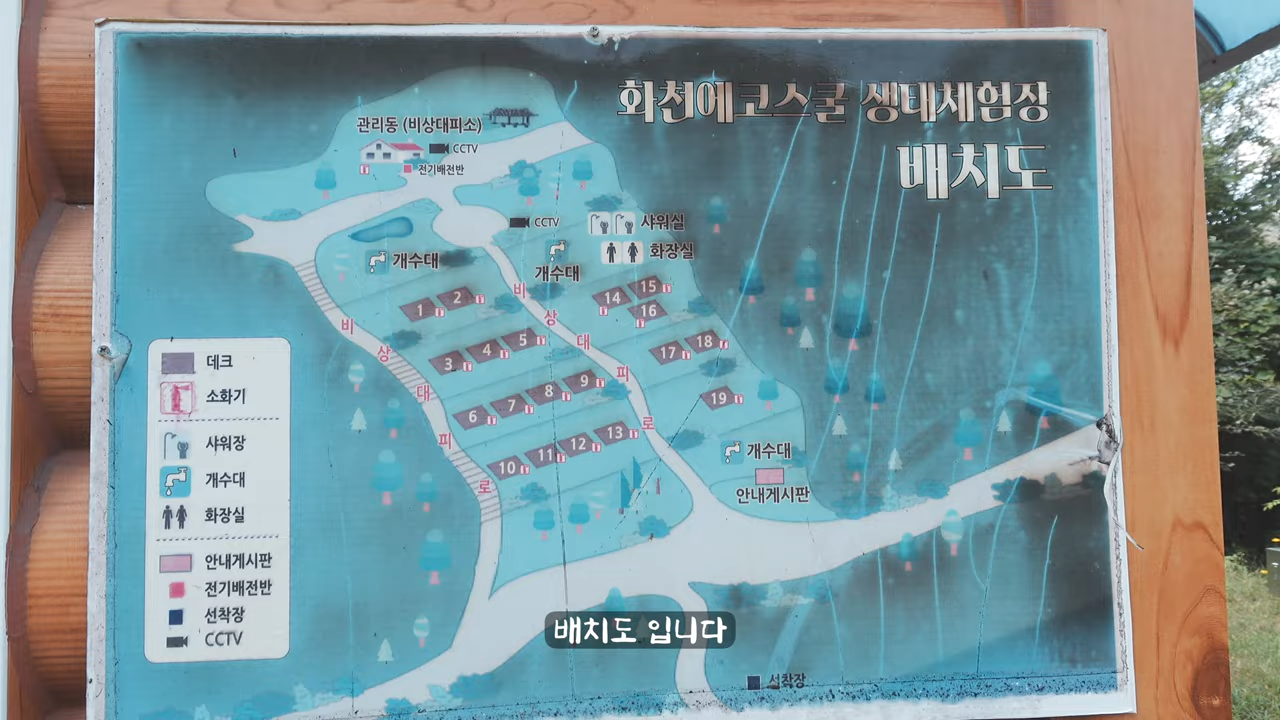 화천에코스쿨 생태체험장
배치도
관리동 (비상대피소)
CCTV
전기배전반
CCTV
샤워실
화장실
개수대
개수대
1 2
14 15
16
3 4 5
17 18
6 7 8 9
19
10 11 12 13
비상대피로
비상대피로
개수대
안내게시판
데크
소화기
샤워장
개수대
화장실
안내게시판
전기배전반
선착장
CCTV
배치도 입니다
선착장